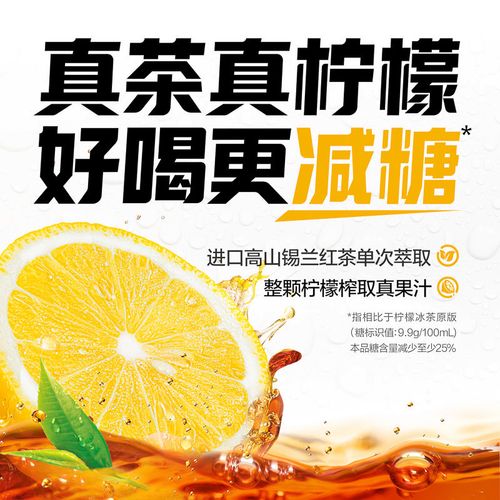 真茶真柠檬
好喝更减糖*
进口高山锡兰红茶单次萃取
整颗柠檬榨取真果汁
*指相比于柠檬冰茶原版
(糖标识值:9.9g/100mL)
本品糖含量减少至少25%